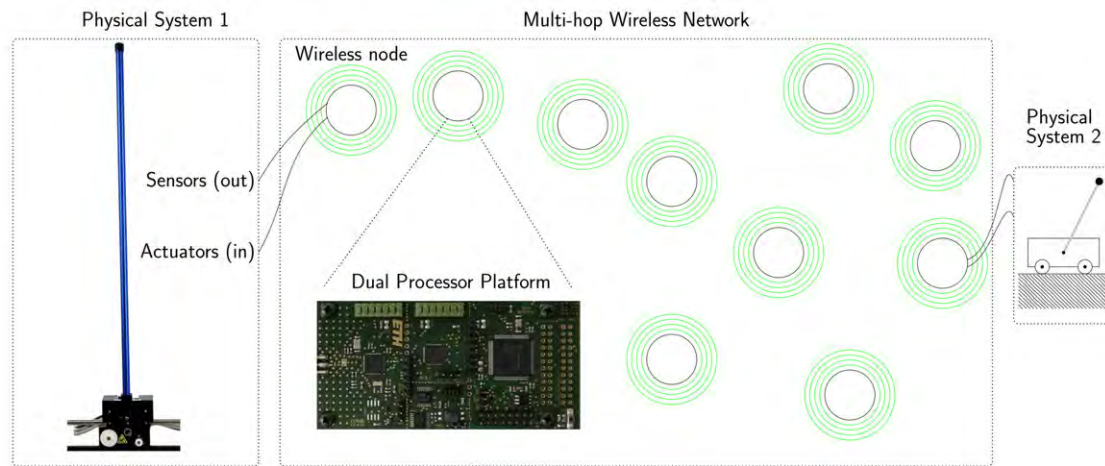 Physical System 1
Multi-hop Wireless Network
Wireless node
Physical
System 2
Sensors (out)
Actuators (in)
Dual Processor Platform
ETH